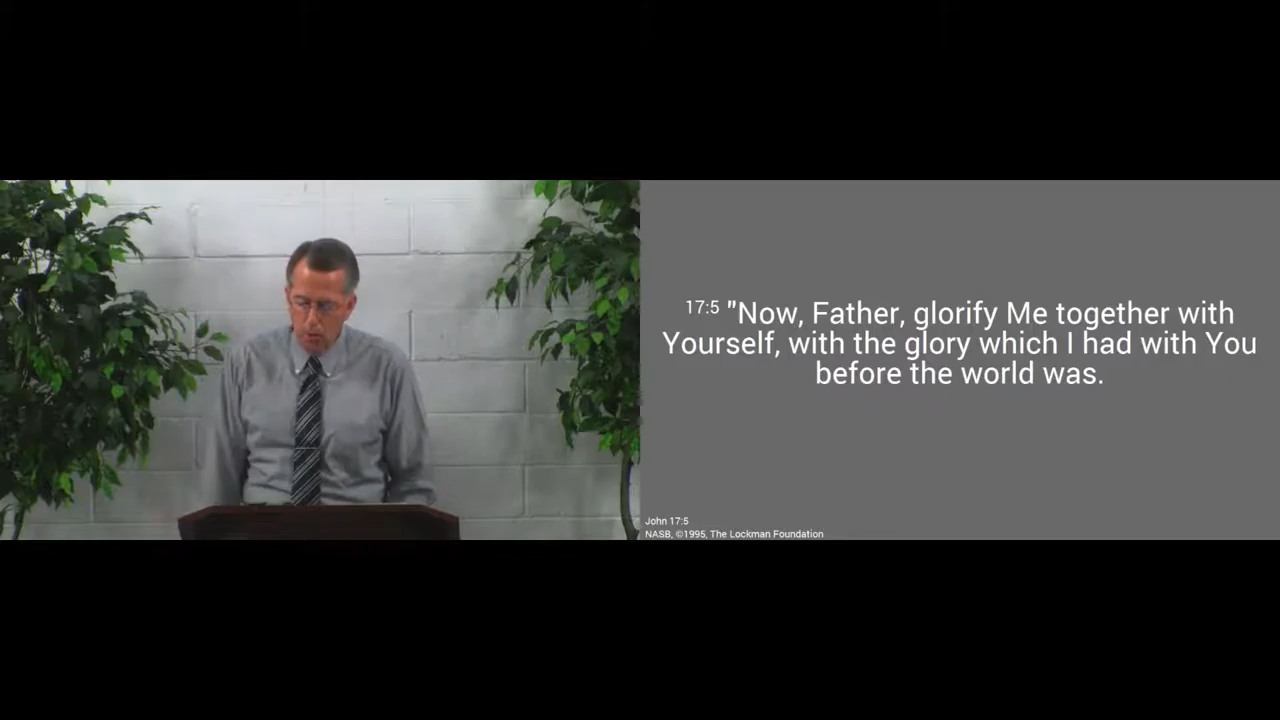 17:5 "Now, Father, glorify Me together with
Yourself, with the glory which I had with You
before the world was.
John 17:5
NASB, ©1995, The Lockman Foundation